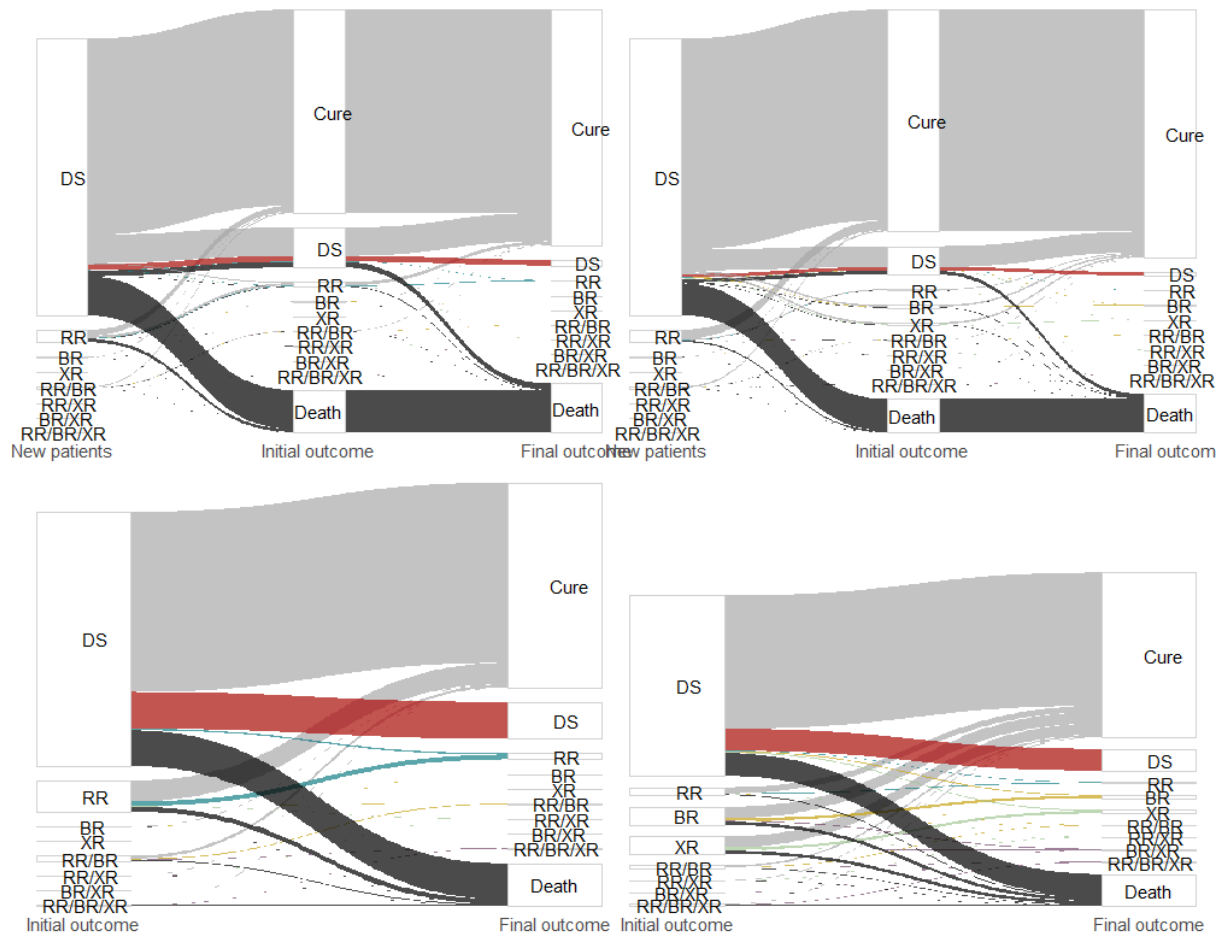 DS
RR
BR
XR
RR/BR
RR/XR
BR/XR
RR/BR/XR
New patients
Cure
DS
RR
BR
XR
RR/BR
RR/XR
BR/XR
RR/BR/XR
Death
Initial outcome
Cure
DS
RR
BR
XR
RR/BR
RR/XR
BR/XR
RR/BR/XR
Death
Final outcome
DS
RR
BR
XR
RR/BR
RR/XR
BR/XR
RR/BR/XR
New patients
Cure
DS
RR
BR
XR
RR/BR
RR/XR
BR/XR
RR/BR/XR
Death
Initial outcome
Cure
DS
RR
BR
XR
RR/BR
RR/XR
BR/XR
RR/BR/XR
Death
Final outcom
DS
RR
BR
XR
RR/BR
RR/XR
BR/XR
RR/BR/XR
Initial outcome
Cure
DS
RR
BR
XR
RR/BR
RR/XR
BR/XR
RR/BR/XR
Death
Final outcome
DS
RR
BR
XR
RR/BR
RR/XR
BR/XR
RR/BR/XR
Initial outcome
Cure
DS
RR
BR
XR
RR/BR
RR/XR
BR/XR
RR/BR/XR
Death
Final outcome